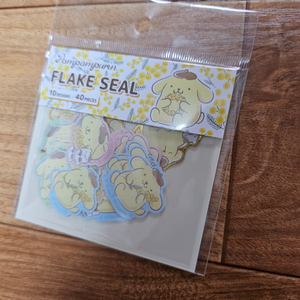 Pompompurin
FLAKE SEAL
10 DESIGNS 40 PIECES